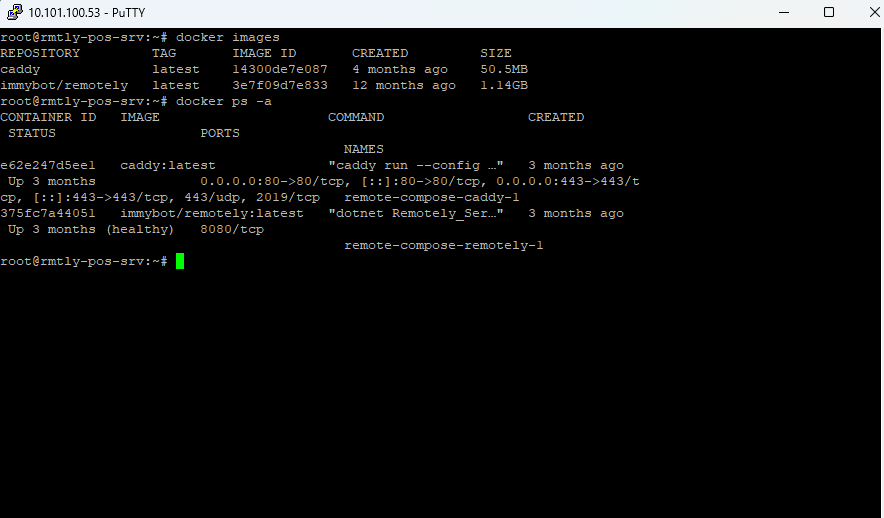 10.101.100.53 - PuTTY
root@rmtly-pos-srv:~# docker images
REPOSITORY         TAG       IMAGE ID       CREATED         SIZE
caddy              latest    14300de7e087   4 months ago    50.5MB
immybot/remotely   latest    3e7f09d7e833   12 months ago   1.14GB
root@rmtly-pos-srv:~# docker ps -a
CONTAINER ID   IMAGE                     COMMAND                  CREATED
 STATUS                  PORTS
                                           NAMES
e62e247d5ee1   caddy:latest              "caddy run --config …"   3 months ago
 Up 3 months             0.0.0.0:80->80/tcp, [::]:80->80/tcp, 0.0.0.0:443->443/t
cp, [::]:443->443/tcp, 443/udp, 2019/tcp   remote-compose-caddy-1
375fc7a44051   immybot/remotely:latest   "dotnet Remotely_Ser…"   3 months ago
 Up 3 months (healthy)   8080/tcp
                                           remote-compose-remotely-1
root@rmtly-pos-srv:~#